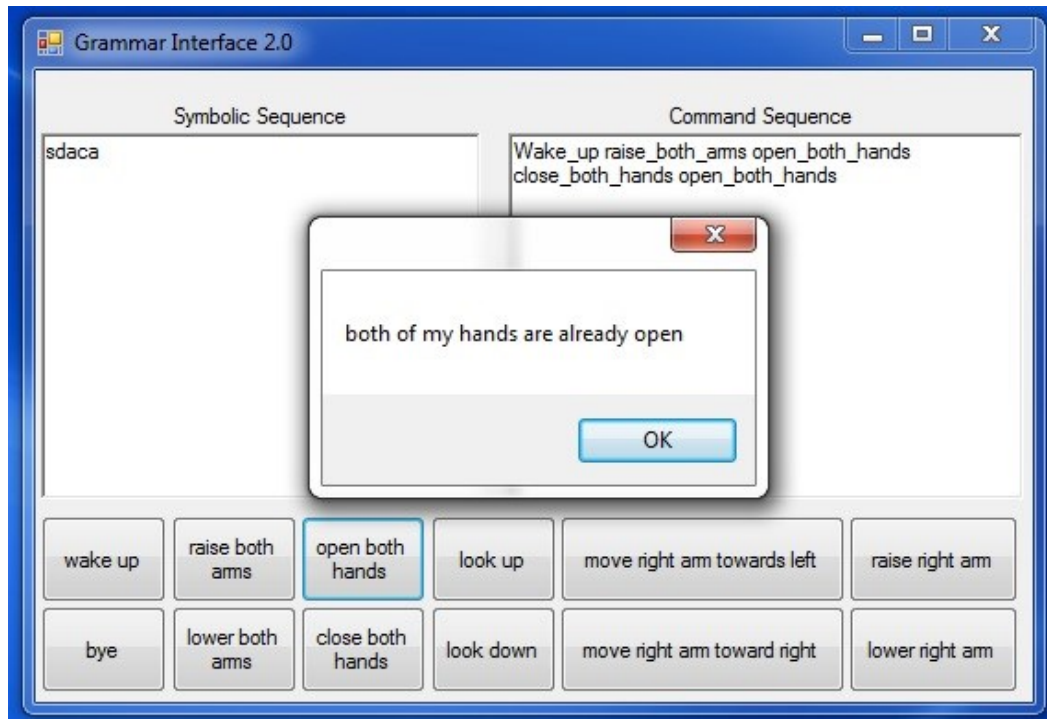 Grammar Interface 2.0
Symbolic Sequence
Command Sequence
sdaca
Wake_up raise_both_arms open_both_hands
close_both_hands open_both_hands
both of my hands are already open
OK
wake up
raise both
arms
open both
hands
look up
move right arm towards left
raise right arm
bye
lower both
arms
close both
hands
look down
move right arm toward right
lower right arm